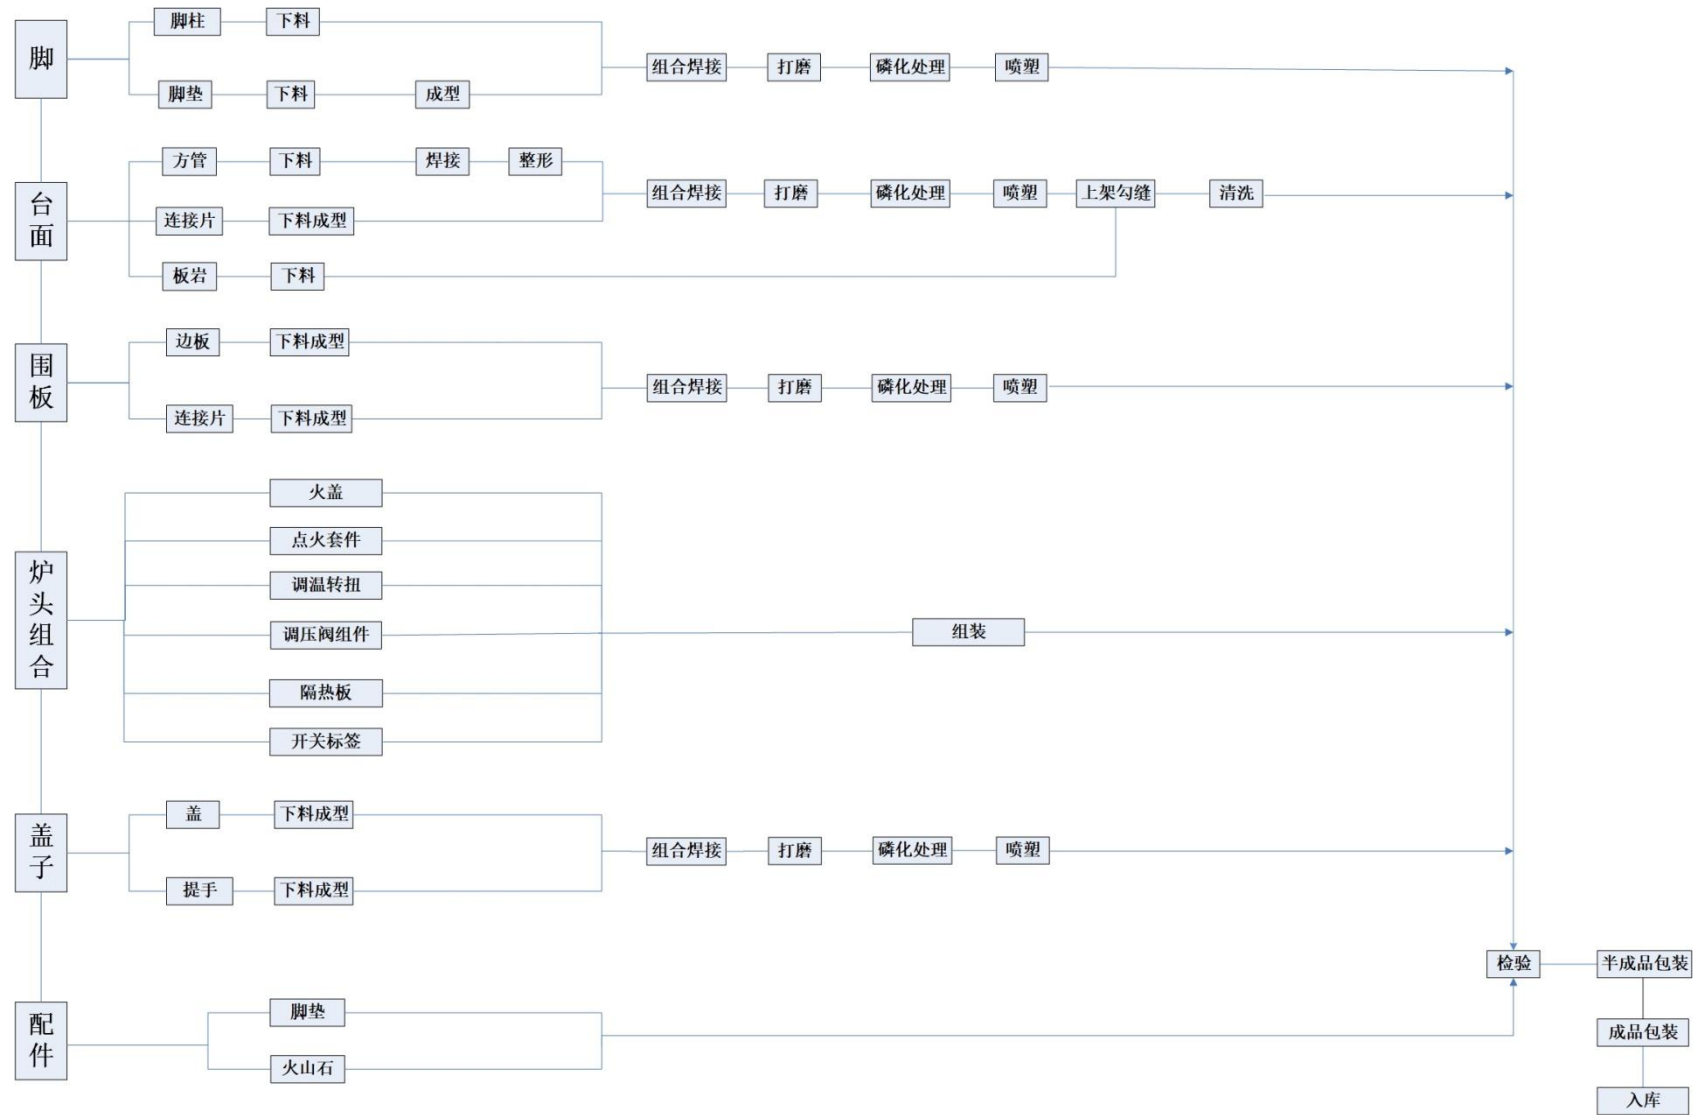 脚
脚柱
下料
脚垫
下料
成型
组合焊接
打磨
磷化处理
喷塑
台面
方管
下料
焊接
整形
连接片
下料成型
板岩
下料
组合焊接
打磨
磷化处理
喷塑
上架勾缝
清洗
围板
边板
下料成型
连接片
下料成型
组合焊接
打磨
磷化处理
喷塑
炉头组合
火盖
点火套件
调温转扭
调压阀组件
隔热板
开关标签
组装
盖子
盖
下料成型
提手
下料成型
组合焊接
打磨
磷化处理
喷塑
配件
脚垫
火山石
检验
半成品包装
成品包装
入库